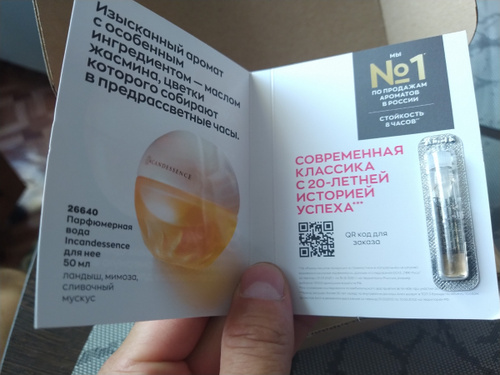 Изысканный аромат
с особенным
ингредиентом — маслом
жасмина, цветки
которого собирают
в предрассветные часы.
INCANDESSENCE
26640
Парфюмерная
вода
Incandessence
для нее
50 мл
ландыш, мимоза,
сливочный
мускус
МЫ
№1*
ПО ПРОДАЖАМ
АРОМАТОВ
В РОССИИ
СТОЙКОСТЬ
8 ЧАСОВ**
СОВРЕМЕННАЯ
КЛАССИКА
С 20-ЛЕТНЕЙ
ИСТОРИЕЙ
УСПЕХА***
QR код для
заказа